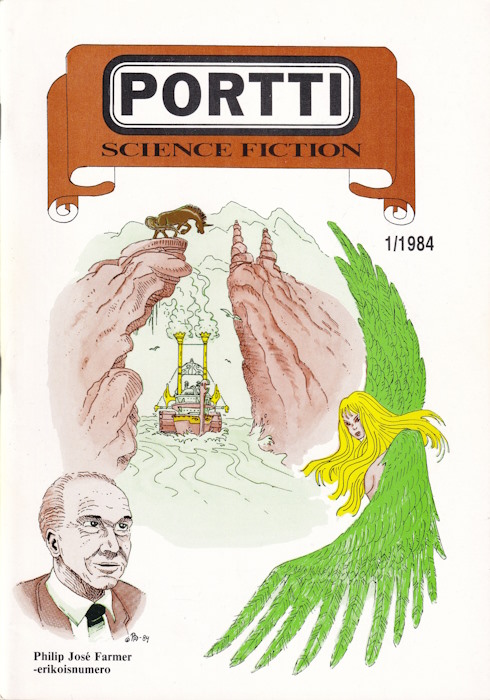 PORTTI
SCIENCE FICTION
1/1984
Philip José Farmer
-erikoisnumero